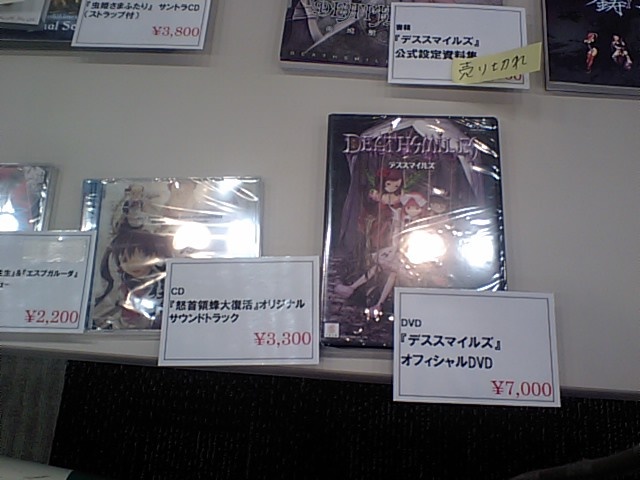 『虫姫さまふたり』 サントラCD
(ストラップ付)
¥3,800
書籍
『デススマイルズ』
公式設定資料集
売り切れ
DEATHSMILES
デススマイルズ
生』&『エスプガルーダ』
¥2,200
CD
『怒首領蜂大復活』オリジナル
サウンドトラック
¥3,300
DVD
『デススマイルズ』
オフィシャルDVD
¥7,000